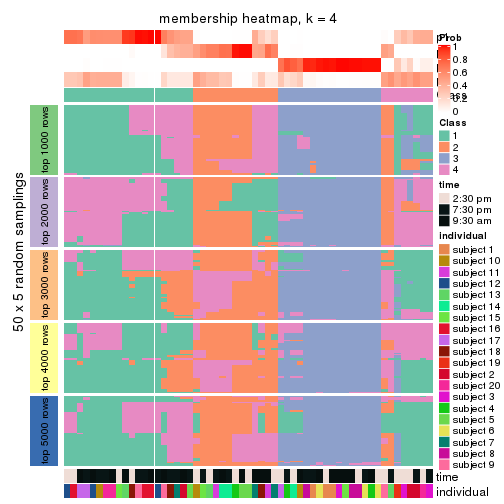 membership heatmap, k = 4
50 x 5 random samplings
top 1000 rows
top 2000 rows
top 3000 rows
top 4000 rows
top 5000 rows
Prob
1
0.8
0.6
0.4
0.2
0
Class
1
2
3
4
time
2:30 pm
7:30 pm
9:30 am
individual
subject 1
subject 10
subject 11
subject 12
subject 13
subject 14
subject 15
subject 16
subject 17
subject 18
subject 19
subject 2
subject 20
subject 3
subject 4
subject 5
subject 6
subject 7
subject 8
subject 9
time
individual